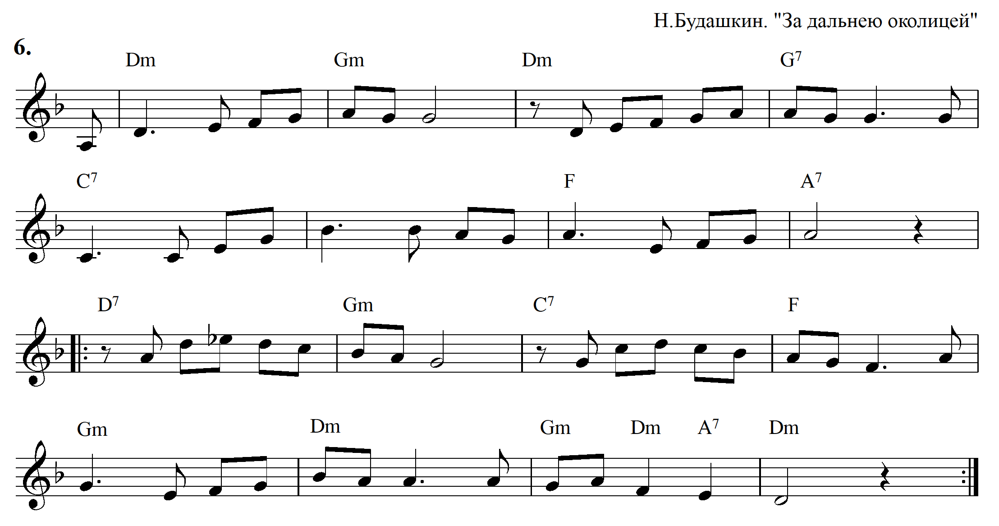 Н.Будашкин. "За дальнею околицей"
6.
Dm Gm Dm G7
C7 F A7
D7 Gm C7 F
Gm Dm Gm Dm A7 Dm